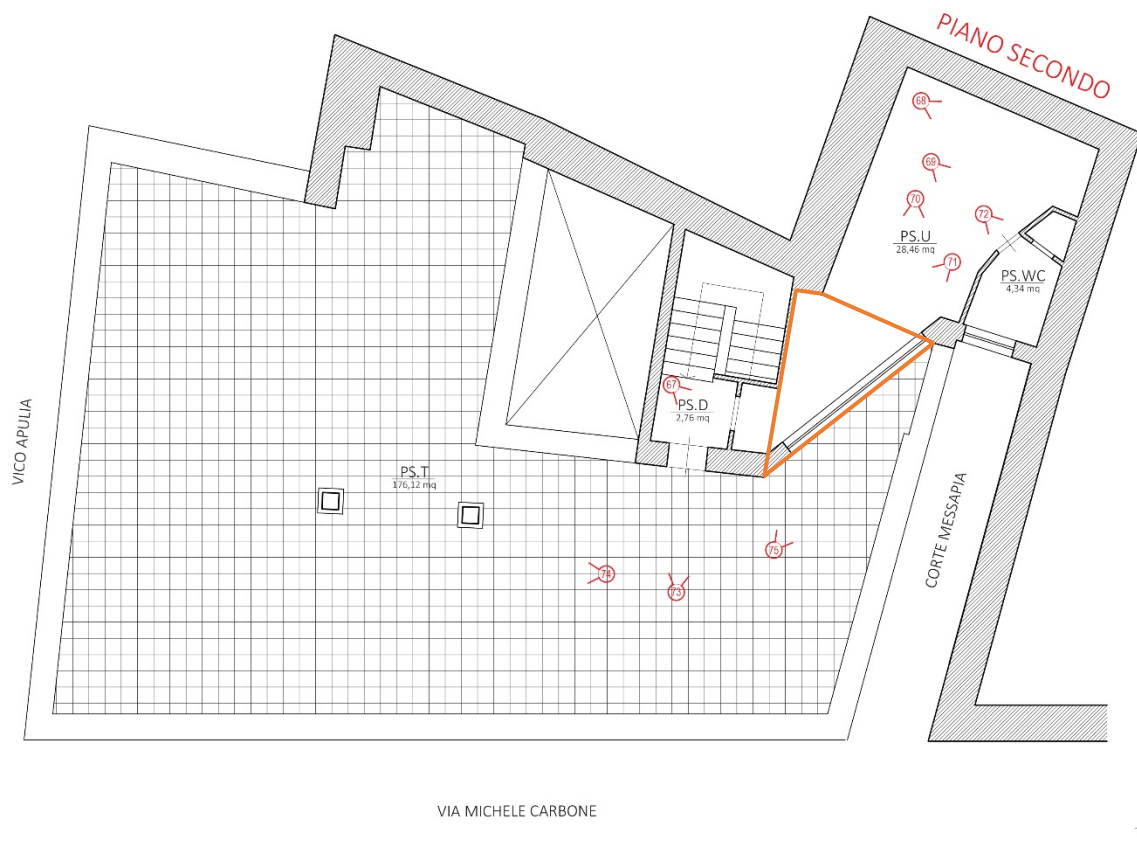 PIANO SECONDO
68
69
70
72
PS.U
28,46 mq
71
PS.WC
4,34 mq
67
PS.D
2,76 mq
VICO APULIA
PS.T
176,12 mq
75
74
73
CORTE MESSAPIA
VIA MICHELE CARBONE